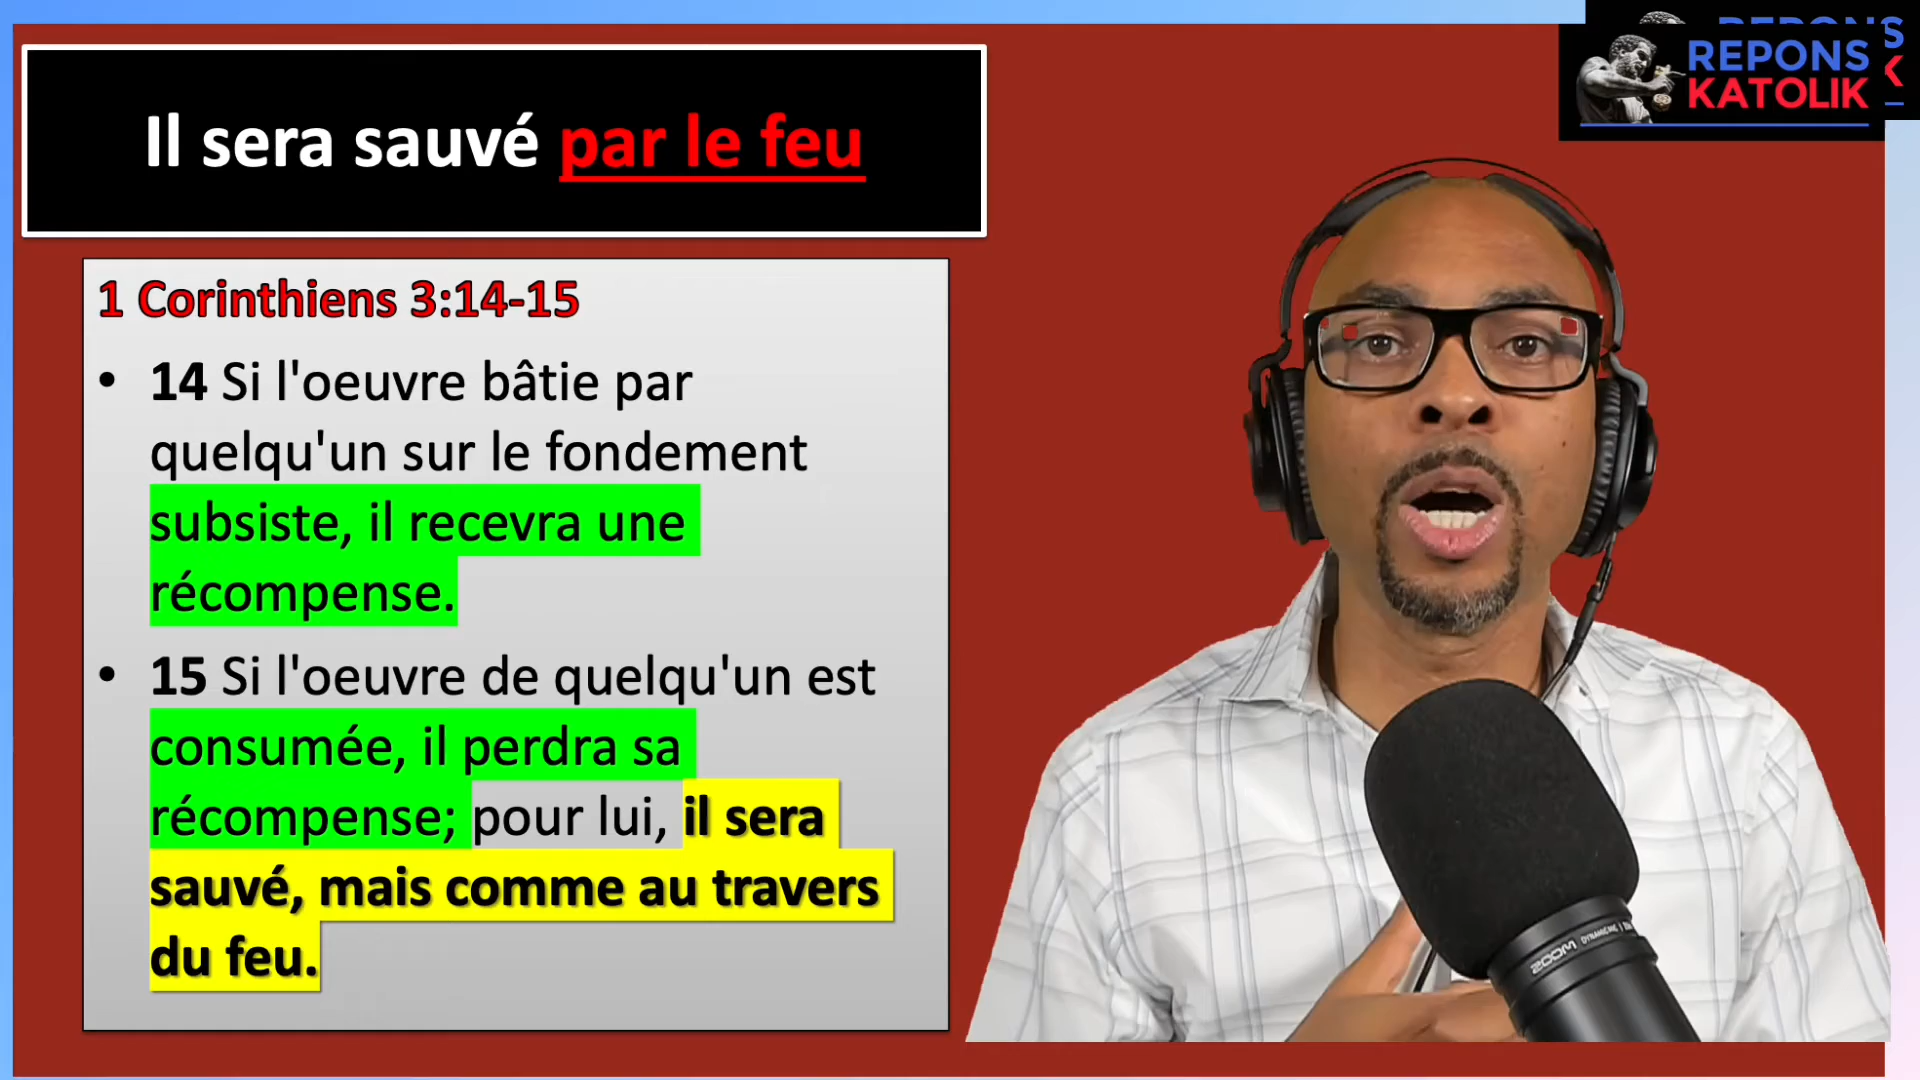 Il sera sauvé par le feu
REPONS
S
REPONS
KATOLIK
K
1 Corinthiens 3:14-15
• 14 Si l'oeuvre bâtie par
quelqu'un sur le fondement
subsiste, il recevra une
récompense.
• 15 Si l'oeuvre de quelqu'un est
consumée, il perdra sa
récompense; pour lui, il sera
sauvé, mais comme au travers
du feu.
ZOOM